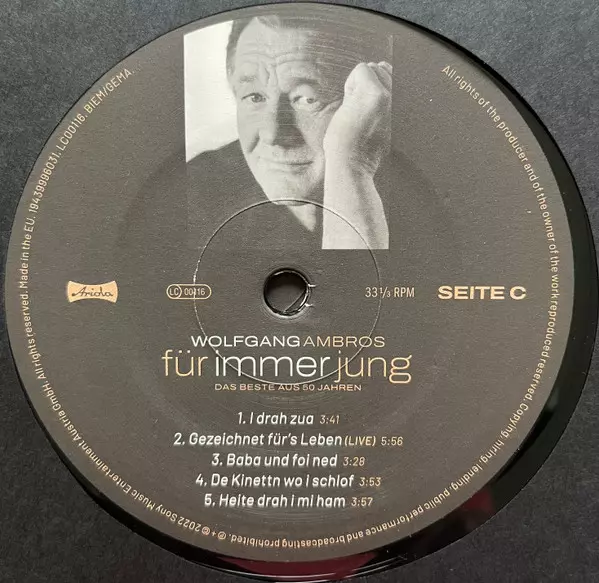 Ariola
LC 00116
33 1/3 RPM
SEITE C
WOLFGANG AMBROS
für immer jung
DAS BESTE AUS 50 JAHREN
1. I drah zua 3:41
2. Gezeichnet für's Leben (LIVE) 5:56
3. Baba und foi ned 3:28
4. De Kinettn wo i schlof 3:53
5. Heite drah i mi ham 3:57
℗ + © 2022 Sony Music Entertainment Austria GmbH. All rights reserved. Made in the EU. 19439996031. LC00116. BIEM/GEMA.
All rights of the producer and of the owner of the work reproduced reserved. Copying, hiring, lending, public performance and broadcasting prohibited.